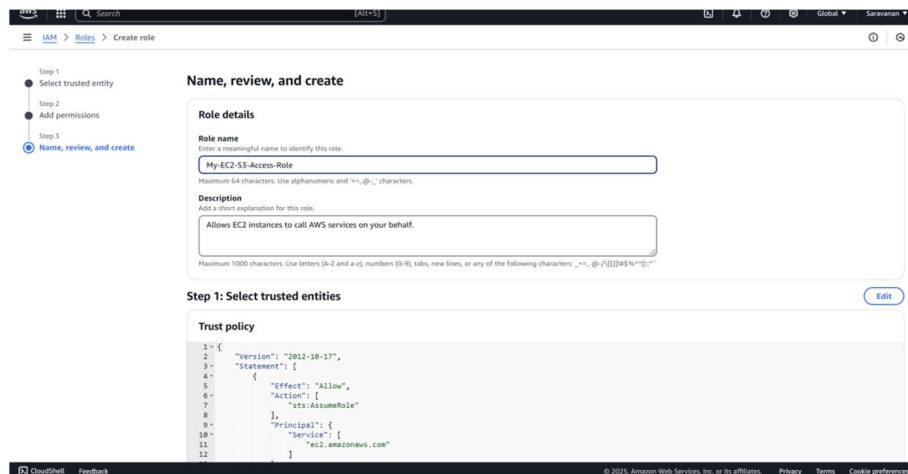 aws
Search
[Alt+S]
Global
Saravanan
IAM > Roles > Create role
Step 1
Select trusted entity
Step 2
Add permissions
Step 3
Name, review, and create
Name, review, and create
Role details
Role name
Enter a meaningful name to identify this role.
My-EC2-S3-Access-Role
Maximum 64 characters. Use alphanumeric and '+=,.@-_' characters.
Description
Add a short explanation for this role.
Allows EC2 instances to call AWS services on your behalf.
Maximum 1000 characters. Use letters (A-Z and a-z), numbers (0-9), tabs, new lines, or any of the following characters:
Step 1: Select trusted entities
Edit
Trust policy
1 {
2 "Version": "2012-10-17",
3 "Statement": [
4 {
5 "Effect": "Allow",
6 "Action": [
7 "sts:AssumeRole"
8 ],
9 "Principal": {
10 "Service": [
11 "ec2.amazonaws.com"
12 ]
CloudShell Feedback
© 2025, Amazon Web Services, Inc. or its affiliates. Privacy Terms Cookie preferences